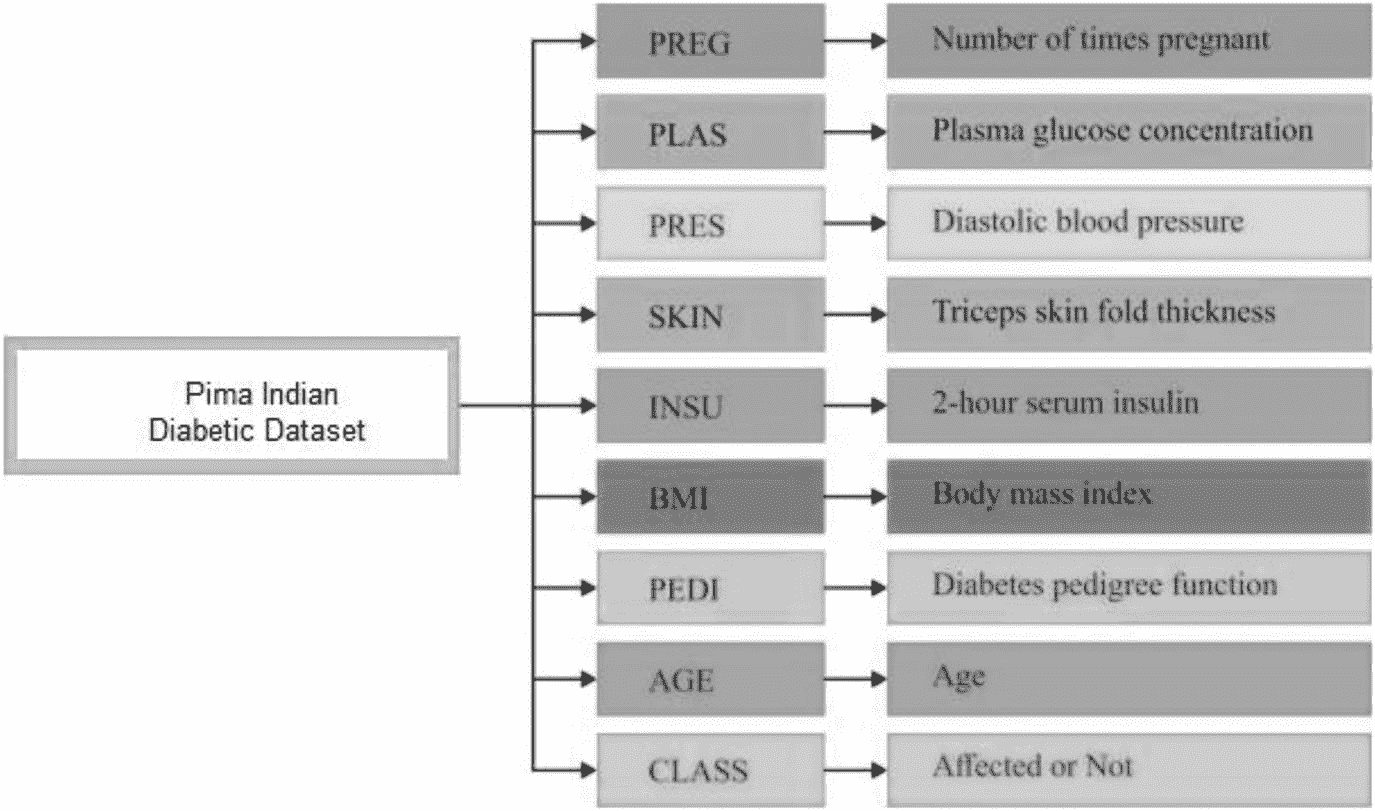 PREG
Number of times pregnant
PLAS
Plasma glucose concentration
PRES
Diastolic blood pressure
SKIN
Triceps skin fold thickness
Pima Indian
Diabetic Dataset
INSU
2-hour serum insulin
BMI
Body mass index
PEDI
Diabetes pedigree function
AGE
Age
CLASS
Affected or Not